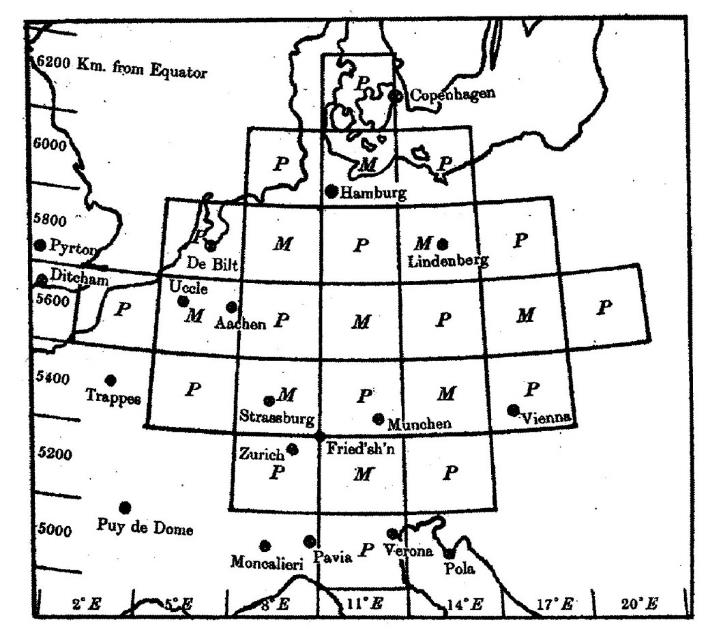 6200 Km. from Equator
P
Copenhagen
6000
P M P
Hamburg
5800
Pyrton
P M P M P
De Bilt
Lindenberg
Ditcham
5600
Uccle
P M P M P M P
Aachen
5400
Trappes
P M P M P
Strassburg
Munchen
Vienna
Fried'sh'n
5200
Zurich
P M P
5000
Puy de Dome
Moncalieri
Pavia
P
Verona
Pola
2° E 5° E 8° E 11° E 14° E 17° E 20° E